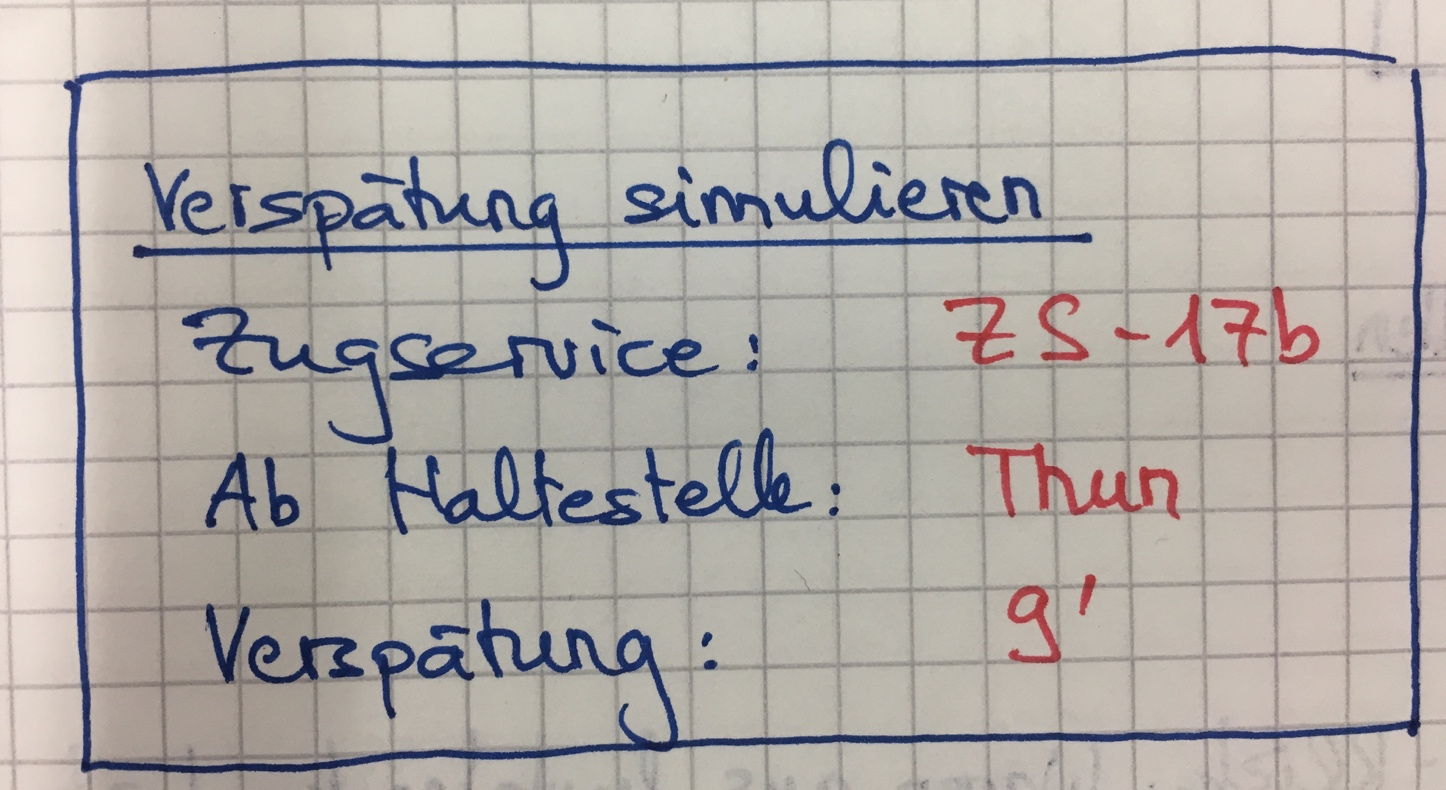 Verspätung simulieren
Zugservice: ZS-17b
Ab Haltestelle: Thun
Verspätung: 9'